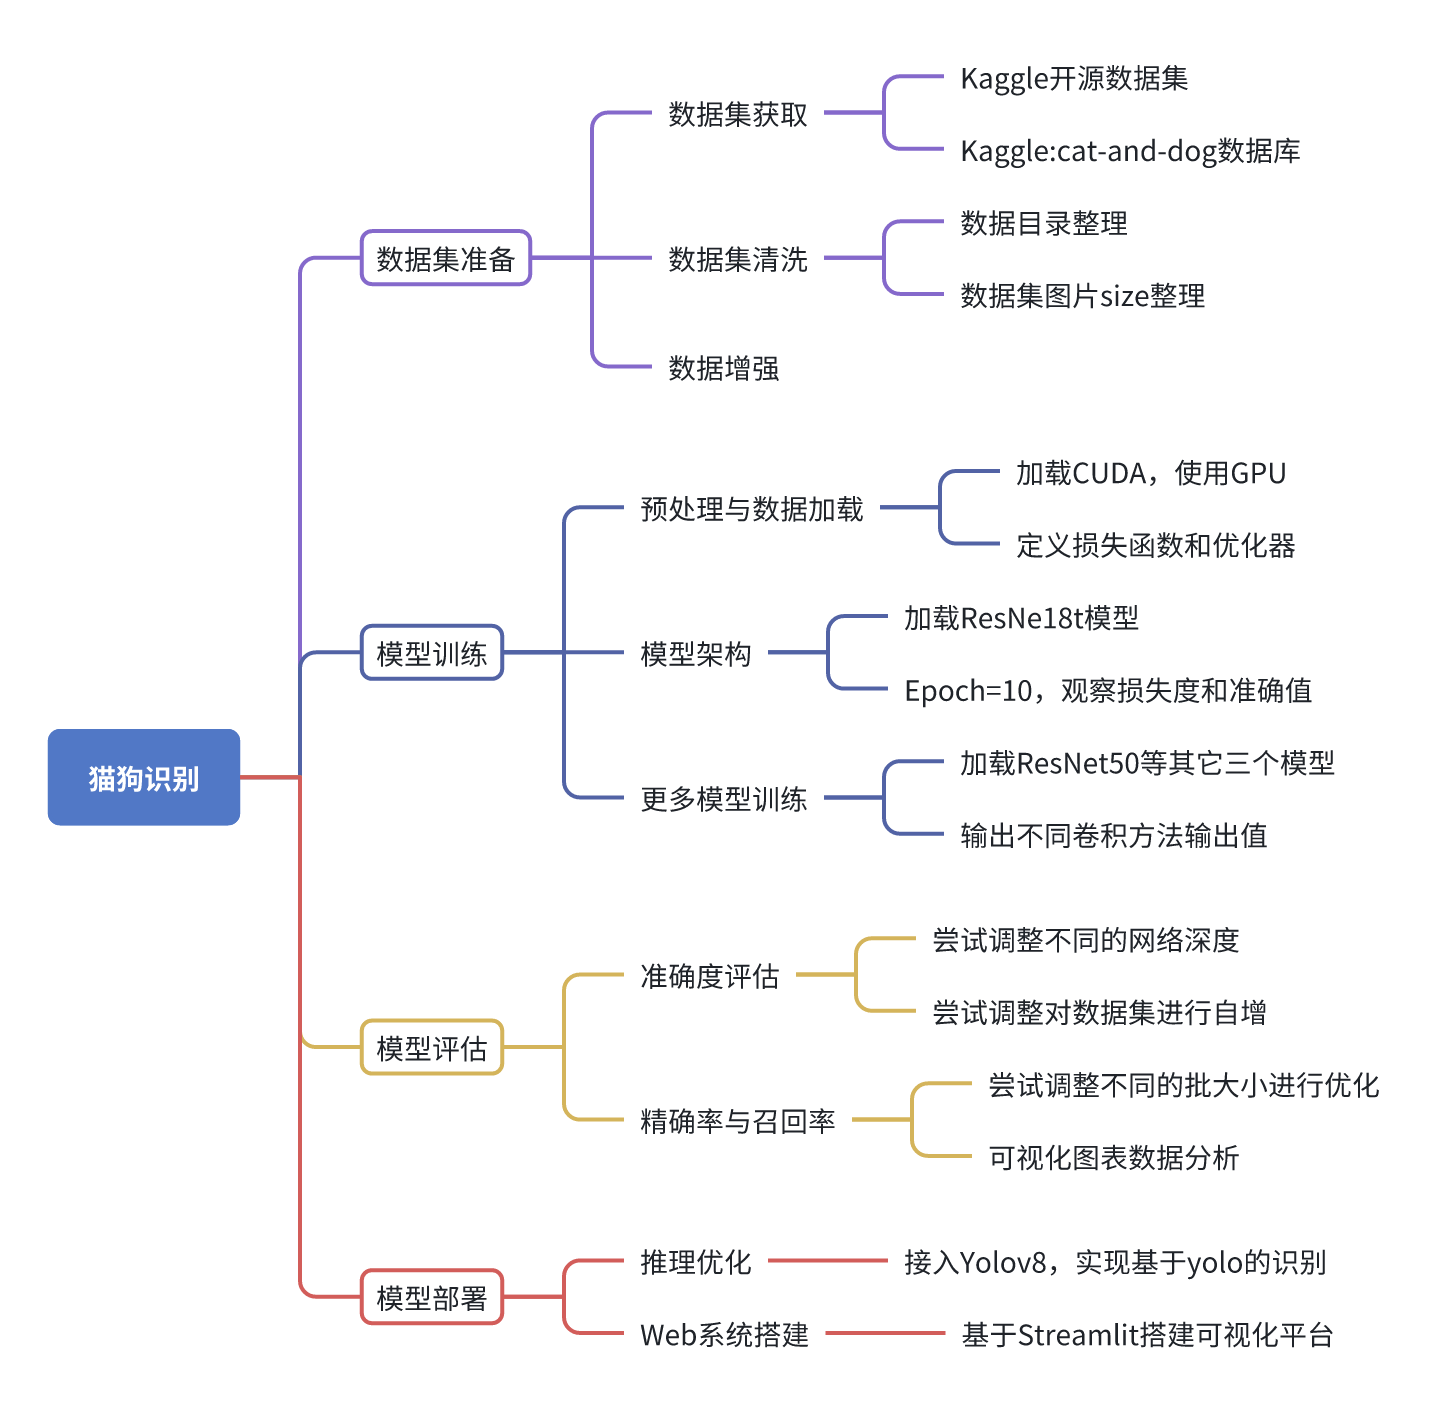 猫狗识别
数据集准备
数据集获取
Kaggle开源数据集
Kaggle:cat-and-dog数据库
数据集清洗
数据目录整理
数据集图片size整理
数据增强
模型训练
预处理与数据加载
加载CUDA，使用GPU
定义损失函数和优化器
模型架构
加载ResNe18t模型
Epoch=10，观察损失度和准确值
更多模型训练
加载ResNet50等其它三个模型
输出不同卷积方法输出值
模型评估
准确度评估
尝试调整不同的网络深度
尝试调整对数据集进行自增
精确率与召回率
尝试调整不同的批大小进行优化
可视化图表数据分析
模型部署
推理优化
接入Yolov8，实现基于yolo的识别
Web系统搭建
基于Streamlit搭建可视化平台